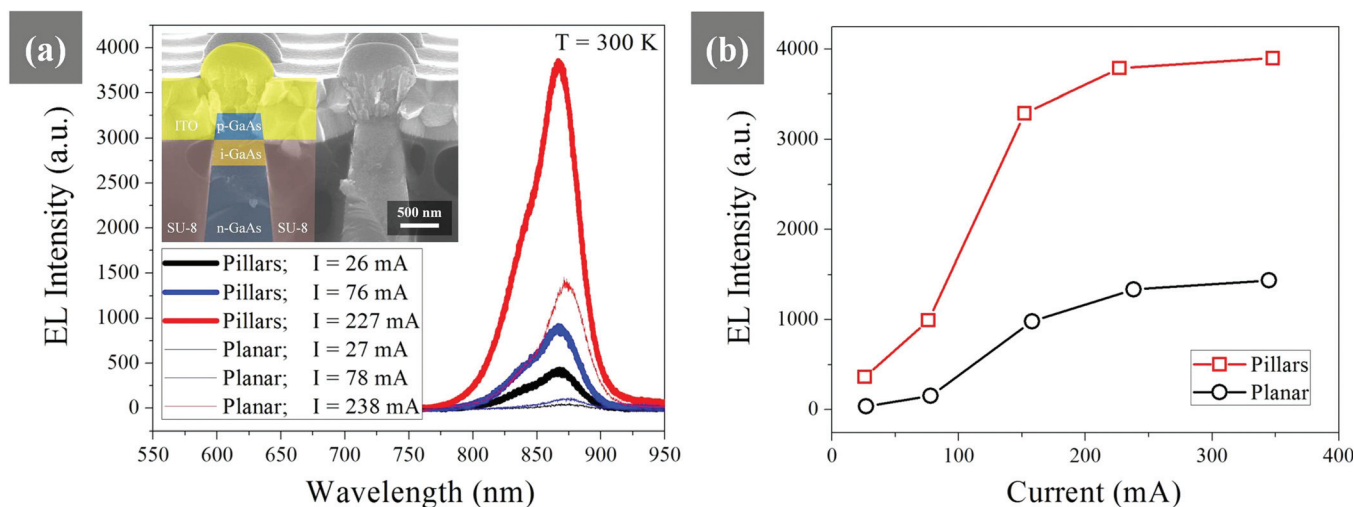 (a)
EL Intensity (a.u.)
4000
3500
3000
2500
2000
1500
1000
500
0
T = 300 K
ITO p-GaAs
i-GaAs
SU-8 n-GaAs SU-8
500 nm
Pillars; I = 26 mA
Pillars; I = 76 mA
Pillars; I = 227 mA
Planar; I = 27 mA
Planar; I = 78 mA
Planar; I = 238 mA
550 600 650 700 750 800 850 900 950
Wavelength (nm)
(b)
EL Intensity (a.u.)
4000
3000
2000
1000
0
Pillars
Planar
0 100 200 300 400
Current (mA)